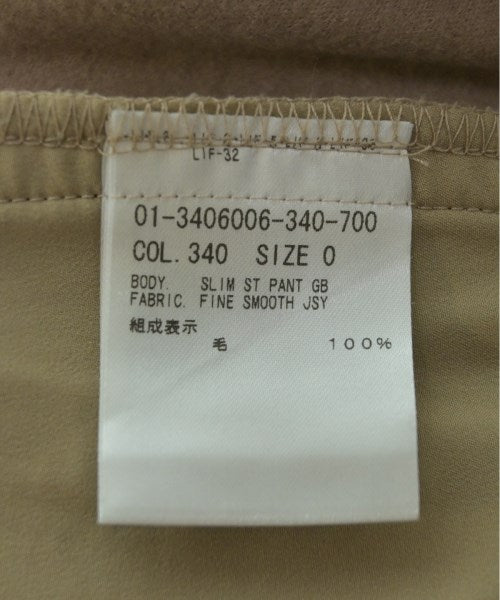 L1F-32
01-3406006-340-700
COL. 340 SIZE 0
BODY. SLIM ST PANT GB
FABRIC. FINE SMOOTH JSY
組成表示
毛 100%